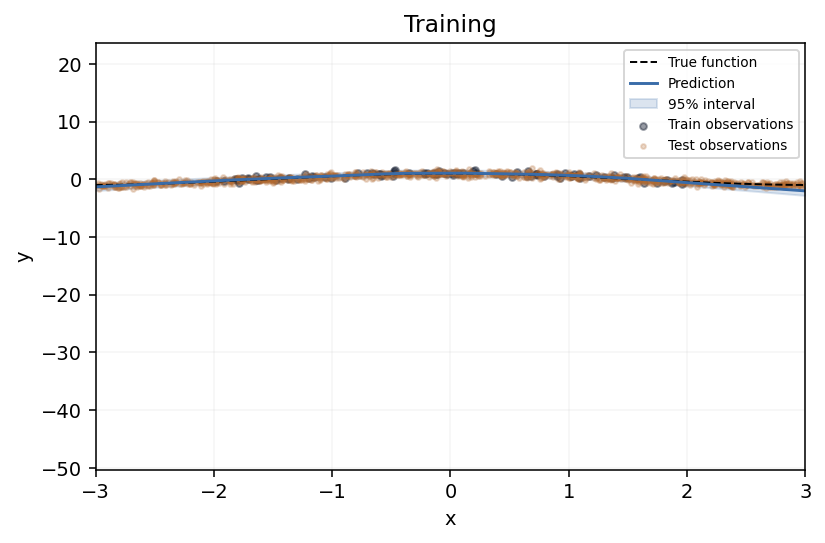 Training
True function
Prediction
95% interval
Train observations
Test observations
20
10
0
−10
−20
−30
−40
−50
y
−3
−2
−1
0
1
2
3
x